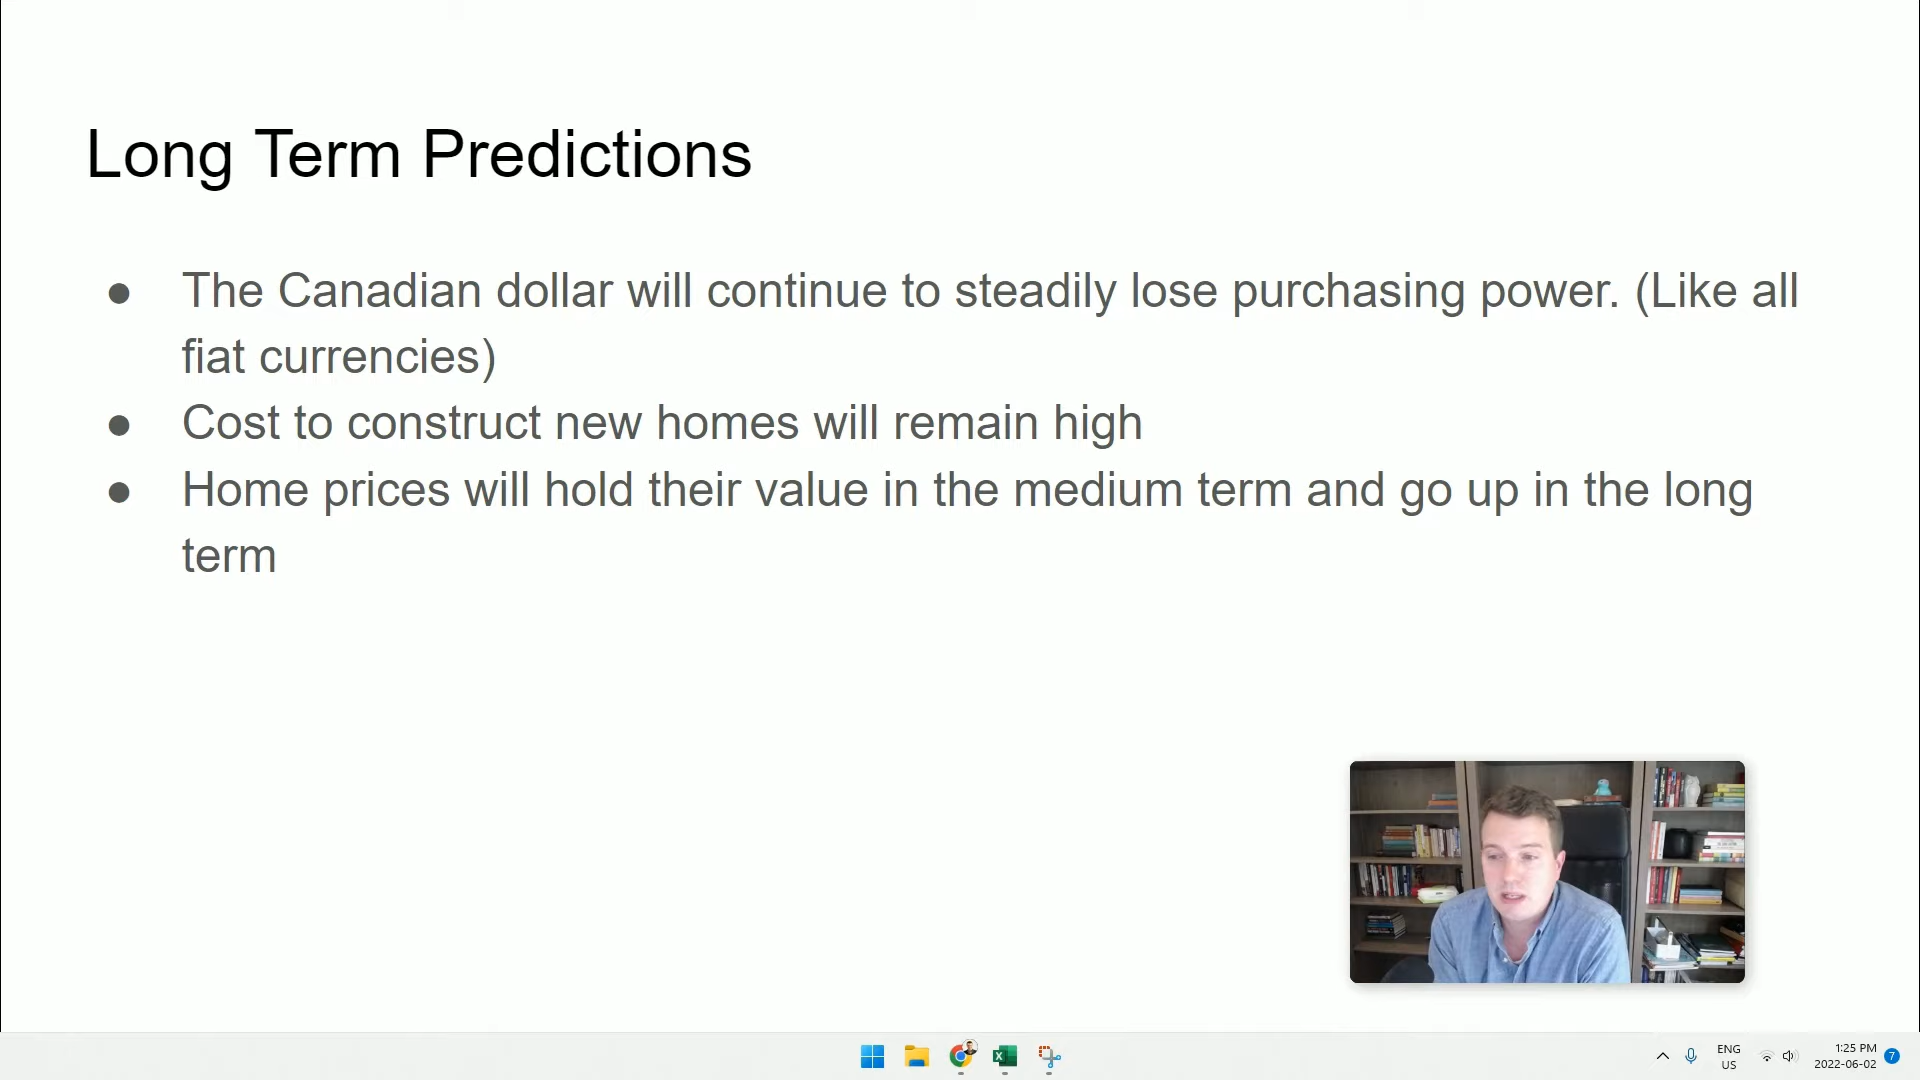 Long Term Predictions
● The Canadian dollar will continue to steadily lose purchasing power. (Like all
fiat currencies)
● Cost to construct new homes will remain high
● Home prices will hold their value in the medium term and go up in the long
term
ENG
US
1:25 PM
2022-06-02
7